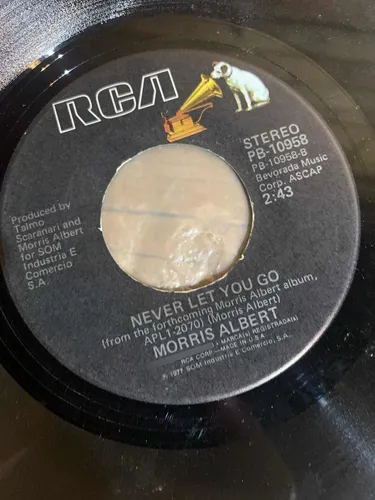 RCA
STEREO
PB-10958
PB-10958-B
Bevorada Music
Corp. ASCAP
2:43
Produced by
Talmo
Scaranari and
Morris Albert
for SOM
Industria E
Comercio
S.A.
NEVER LET YOU GO
(from the forthcoming Morris Albert album,
APL1-2070) (Morris Albert)
MORRIS ALBERT
MARCA(S) REGISTRADA(S)
RCA CORP.—MADE IN U.S.A.
℗ 1977 SOM Industria E Comercio, S.A.